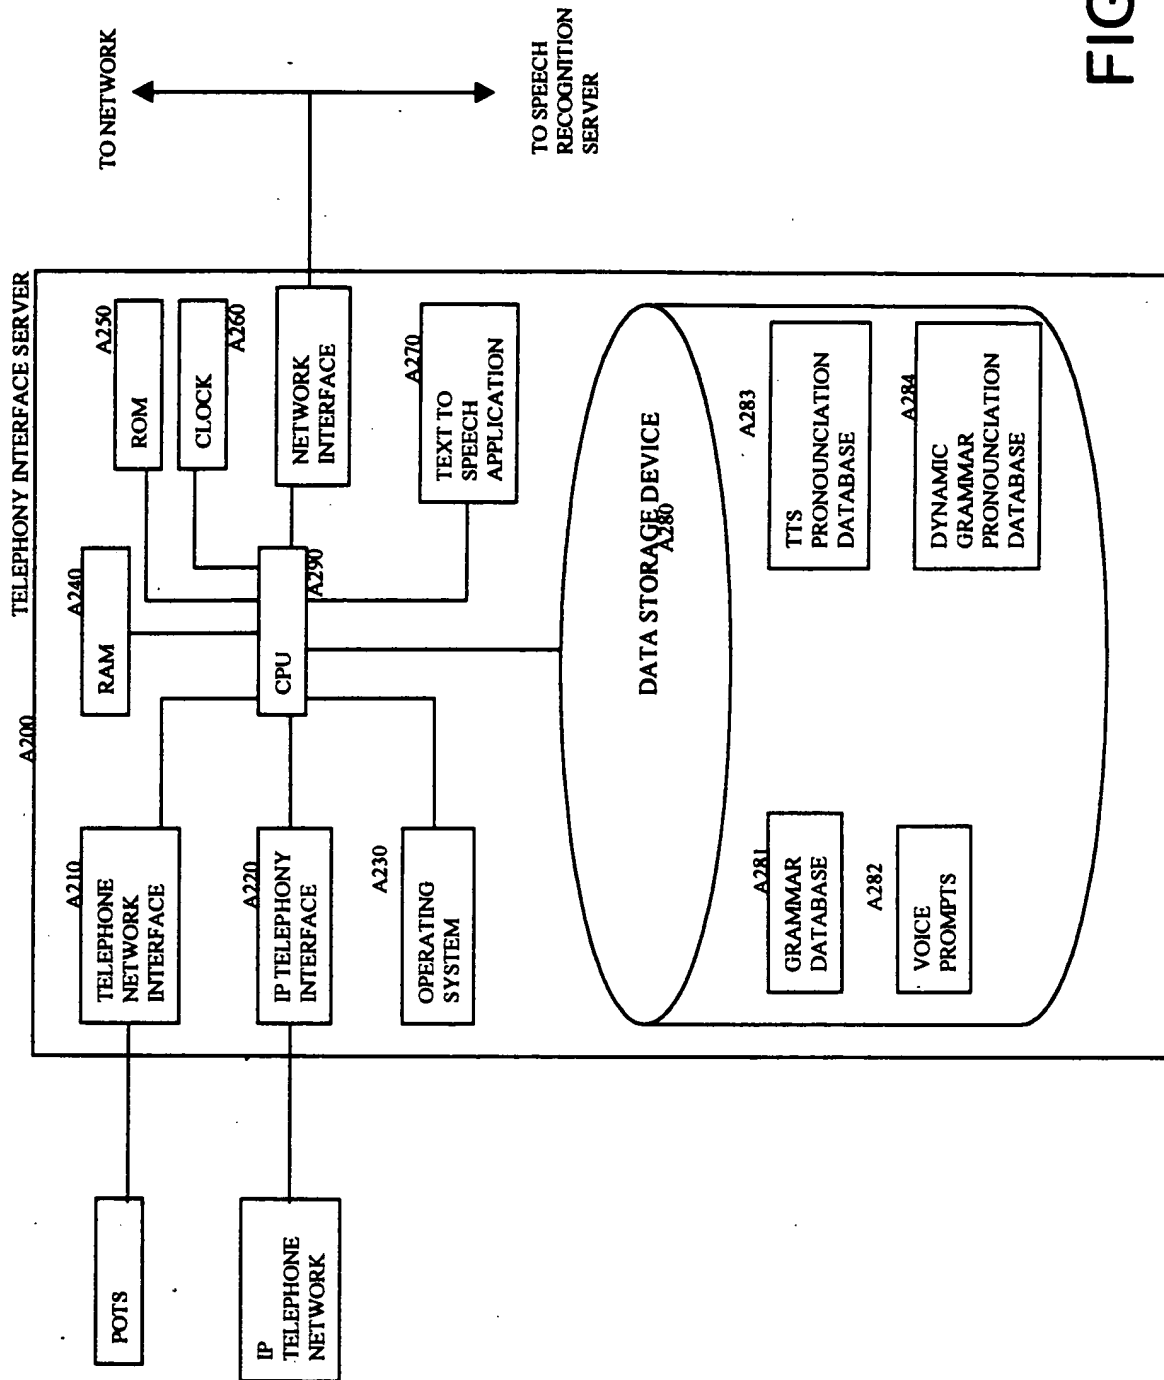 TELEPHONY INTERFACE SERVER
A200
POTS
IP
TELEPHONE
NETWORK
A210
TELEPHONE
NETWORK
INTERFACE
A220
IP TELEPHONY
INTERFACE
A230
OPERATING
SYSTEM
A240
RAM
A290
CPU
A250
ROM
CLOCK
A260
NETWORK
INTERFACE
A270
TEXT TO
SPEECH
APPLICATION
TO NETWORK
TO SPEECH
RECOGNITION
SERVER
DATA STORAGE DEVICE
A280
A281
GRAMMAR
DATABASE
A282
VOICE
PROMPTS
A283
TTS
PRONOUNCIATION
DATABASE
A284
DYNAMIC
GRAMMAR
PRONOUNCIATION
DATABASE
FIG